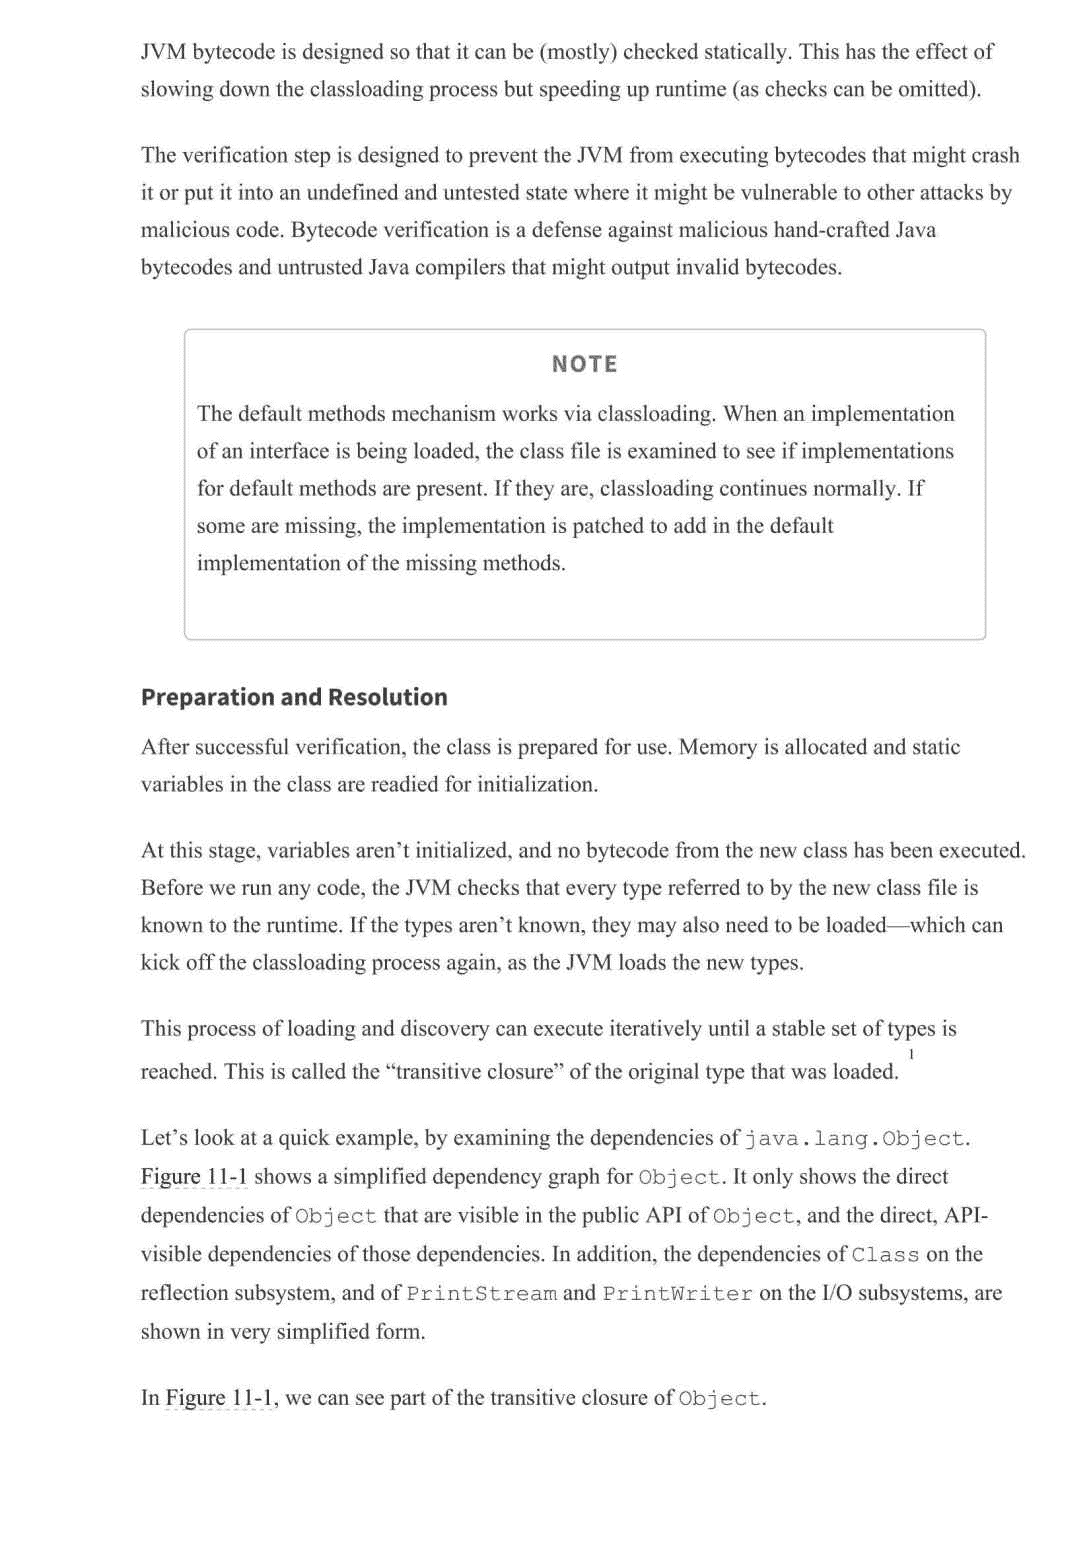 JVM bytecode is designed so that it can be (mostly) checked statically. This has the effect of
slowing down the classloading process but speeding up runtime (as checks can be omitted).
The verification step is designed to prevent the JVM from executing bytecodes that might crash
it or put it into an undefined and untested state where it might be vulnerable to other attacks by
malicious code. Bytecode verification is a defense against malicious hand-crafted Java
bytecodes and untrusted Java compilers that might output invalid bytecodes.
NOTE
The default methods mechanism works via classloading. When an implementation
of an interface is being loaded, the class file is examined to see if implementations
for default methods are present. If they are, classloading continues normally. If
some are missing, the implementation is patched to add in the default
implementation of the missing methods.
Preparation and Resolution
After successful verification, the class is prepared for use. Memory is allocated and static
variables in the class are readied for initialization.
At this stage, variables aren’t initialized, and no bytecode from the new class has been executed.
Before we run any code, the JVM checks that every type referred to by the new class file is
known to the runtime. If the types aren’t known, they may also need to be loaded—which can
kick off the classloading process again, as the JVM loads the new types.
This process of loading and discovery can execute iteratively until a stable set of types is
reached. This is called the “transitive closure” of the original type that was loaded. 1
Let’s look at a quick example, by examining the dependencies of java.lang.Object.
Figure 11-1 shows a simplified dependency graph for Object. It only shows the direct
dependencies of Object that are visible in the public API of Object, and the direct, API-
visible dependencies of those dependencies. In addition, the dependencies of Class on the
reflection subsystem, and of PrintStream and PrintWriter on the I/O subsystems, are
shown in very simplified form.
In Figure 11-1, we can see part of the transitive closure of Object.